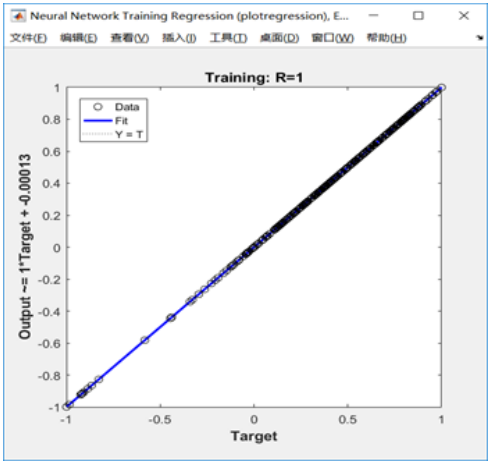 Neural Network Training Regression (plotregression), E...
文件(F) 编辑(E) 查看(V) 插入(I) 工具(T) 桌面(D) 窗口(W) 帮助(H)
Training: R=1
Output ~= 1*Target + -0.00013
1
0.8
0.6
0.4
0.2
0
-0.2
-0.4
-0.6
-0.8
-1
Data
Fit
Y = T
-1 -0.5 0 0.5 1
Target